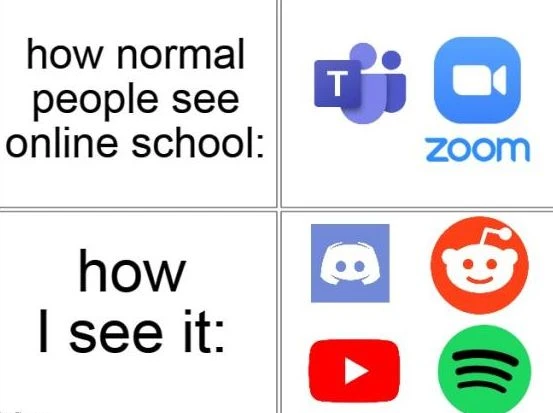 how normal
people see
online school:
T
zoom
how
I see it: